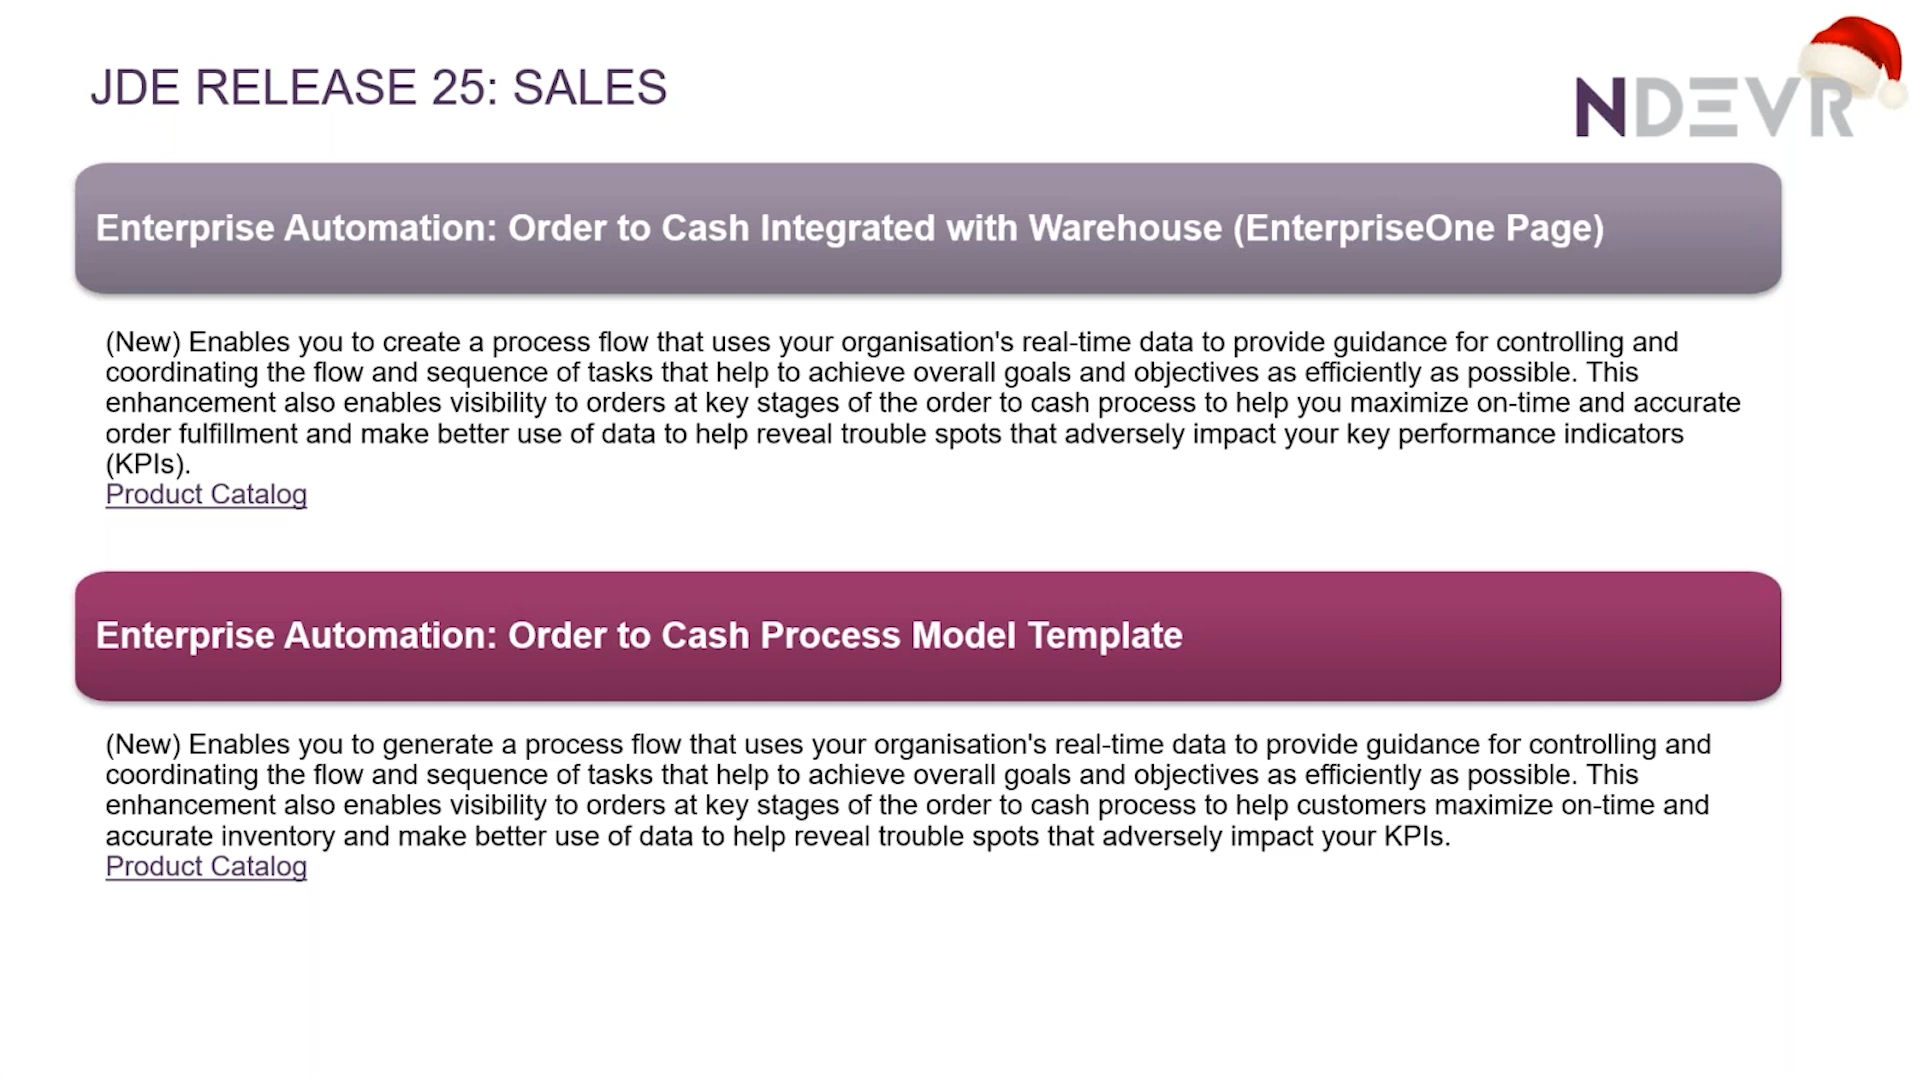 JDE RELEASE 25: SALES
NDEVR
Enterprise Automation: Order to Cash Integrated with Warehouse (EnterpriseOne Page)
(New) Enables you to create a process flow that uses your organisation's real-time data to provide guidance for controlling and
coordinating the flow and sequence of tasks that help to achieve overall goals and objectives as efficiently as possible. This
enhancement also enables visibility to orders at key stages of the order to cash process to help you maximize on-time and accurate
order fulfillment and make better use of data to help reveal trouble spots that adversely impact your key performance indicators
(KPIs).
Product Catalog
Enterprise Automation: Order to Cash Process Model Template
(New) Enables you to generate a process flow that uses your organisation's real-time data to provide guidance for controlling and
coordinating the flow and sequence of tasks that help to achieve overall goals and objectives as efficiently as possible. This
enhancement also enables visibility to orders at key stages of the order to cash process to help customers maximize on-time and
accurate inventory and make better use of data to help reveal trouble spots that adversely impact your KPIs.
Product Catalog